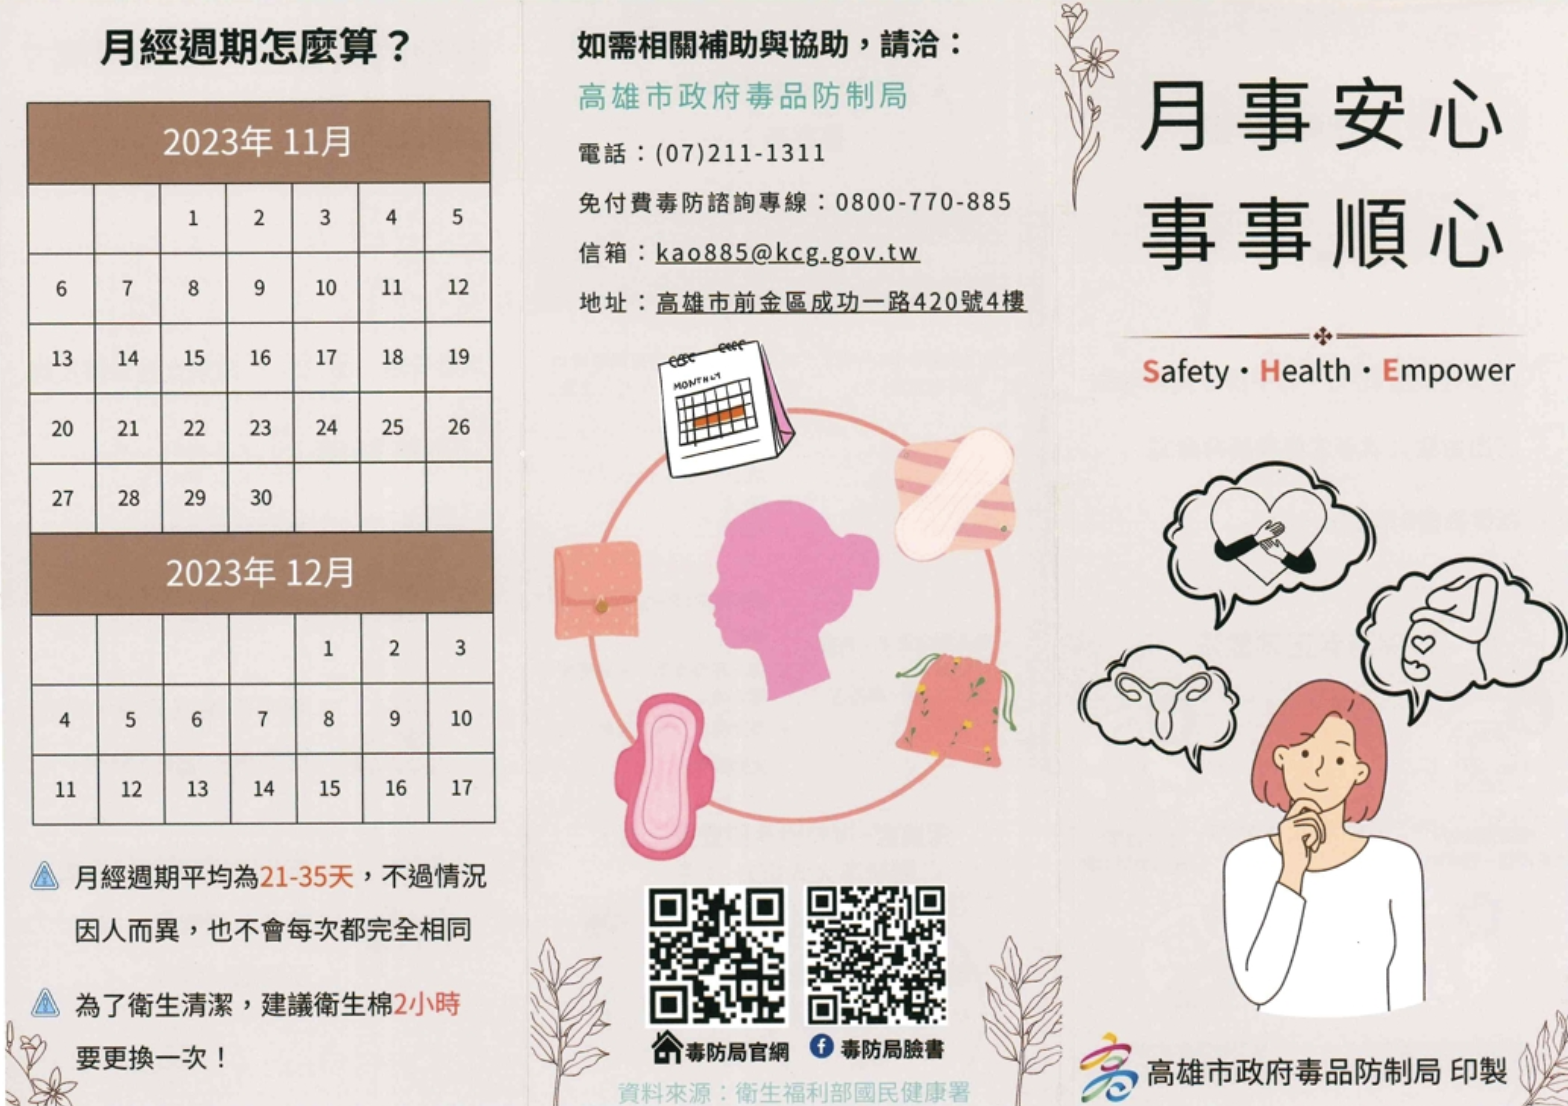 月經週期怎麼算？
2023年 11月
1 2 3 4 5
6 7 8 9 10 11 12
13 14 15 16 17 18 19
20 21 22 23 24 25 26
27 28 29 30
2023年 12月
1 2 3
4 5 6 7 8 9 10
11 12 13 14 15 16 17
月經週期平均為21-35天，不過情況
因人而異，也不會每次都完全相同
為了衛生清潔，建議衛生棉2小時
要更換一次！
如需相關補助與協助，請洽：
高雄市政府毒品防制局
電話：(07)211-1311
免付費毒防諮詢專線：0800-770-885
信箱：kao885@kcg.gov.tw
地址：高雄市前金區成功一路420號4樓
MONTHLY
毒防局官網
毒防局臉書
資料來源：衛生福利部國民健康署
月事安心
事事順心
Safety・Health・Empower
高雄市政府毒品防制局 印製